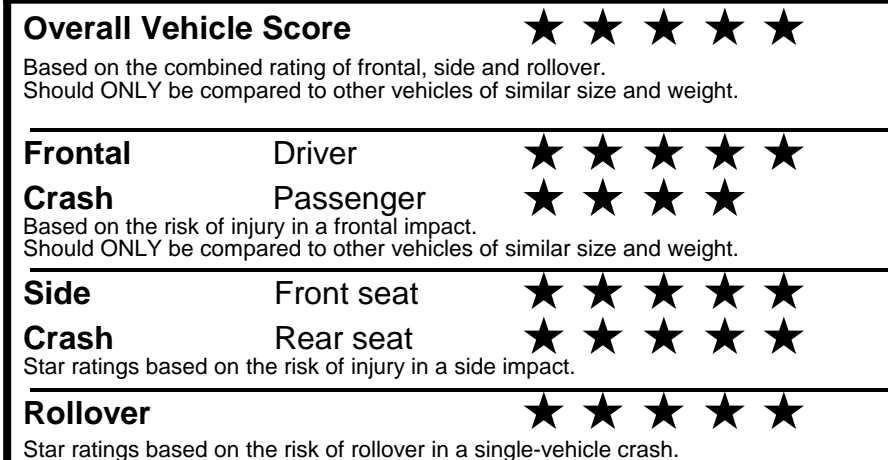 Overall Vehicle Score ★ ★ ★ ★ ★
Based on the combined rating of frontal, side and rollover.
Should ONLY be compared to other vehicles of similar size and weight.
Frontal Driver ★ ★ ★ ★ ★
Crash Passenger ★ ★ ★ ★
Based on the risk of injury in a frontal impact.
Should ONLY be compared to other vehicles of similar size and weight.
Side Front seat ★ ★ ★ ★ ★
Crash Rear seat ★ ★ ★ ★ ★
Star ratings based on the risk of injury in a side impact.
Rollover ★ ★ ★ ★ ★
Star ratings based on the risk of rollover in a single-vehicle crash.